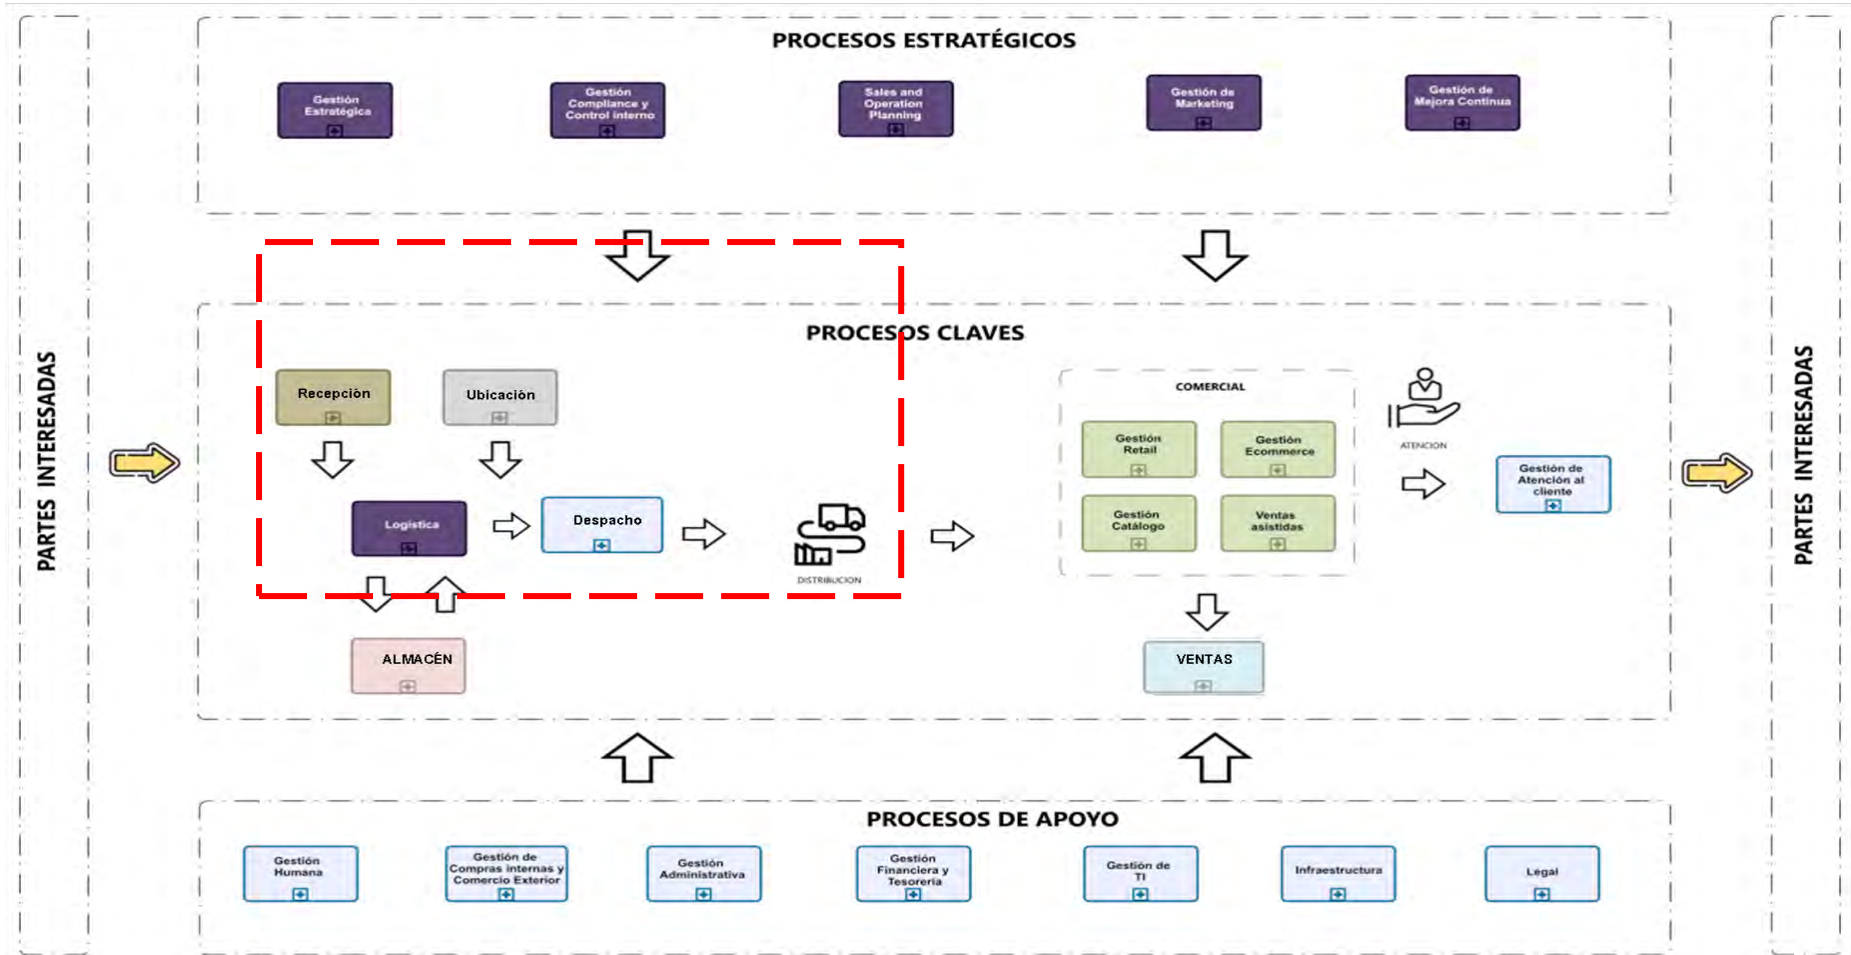 PROCESOS ESTRATÉGICOS
Gestión
Estratégica
Gestión
Compliance y
Control interno
Sales and
Operation
Planning
Gestión de
Marketing
Gestión de
Mejora Continua
PARTES INTERESADAS
PROCESOS CLAVES
Recepción
Ubicación
Logística
Despacho
DISTRIBUCION
ALMACÉN
COMERCIAL
Gestión
Retail
Gestión
Ecommerce
Gestión
Catálogo
Ventas
asistidas
VENTAS
ATENCION
Gestión de
Atención al
cliente
PARTES INTERESADAS
PROCESOS DE APOYO
Gestión
Humana
Gestión de
Compras internas y
Comercio Exterior
Gestión
Administrativa
Gestión
Financiera y
Tesorería
Gestión de
TI
Infraestructura
Legal